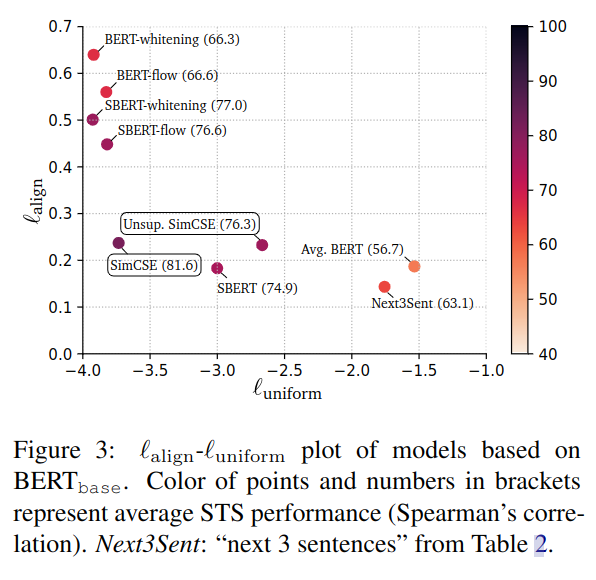 0.7
0.6
0.5
0.4
0.3
0.2
0.1
0.0
ℓalign
BERT-whitening (66.3)
BERT-flow (66.6)
SBERT-whitening (77.0)
SBERT-flow (76.6)
Unsup. SimCSE (76.3)
Avg. BERT (56.7)
SimCSE (81.6)
SBERT (74.9)
Next3Sent (63.1)
−4.0 −3.5 −3.0 −2.5 −2.0 −1.5 −1.0
ℓuniform
100
90
80
70
60
50
40
Figure 3: ℓalign-ℓuniform plot of models based on
BERTbase. Color of points and numbers in brackets
represent average STS performance (Spearman’s corre-
lation). Next3Sent: “next 3 sentences” from Table 2.